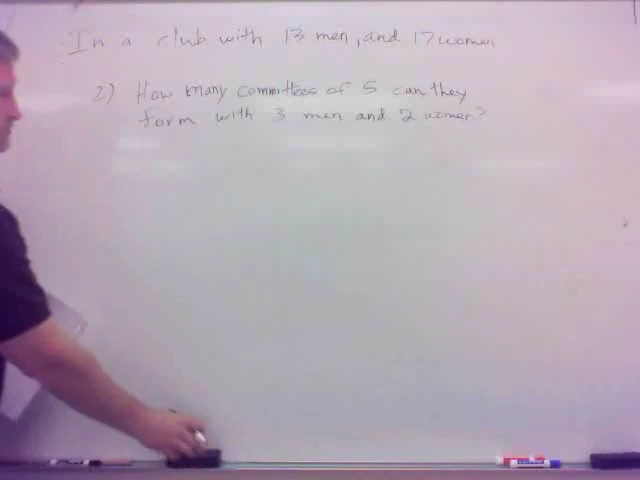 In a club with 13 men, and 17 women
2) How many committees of 5 can they
form with 3 men and 2 women?